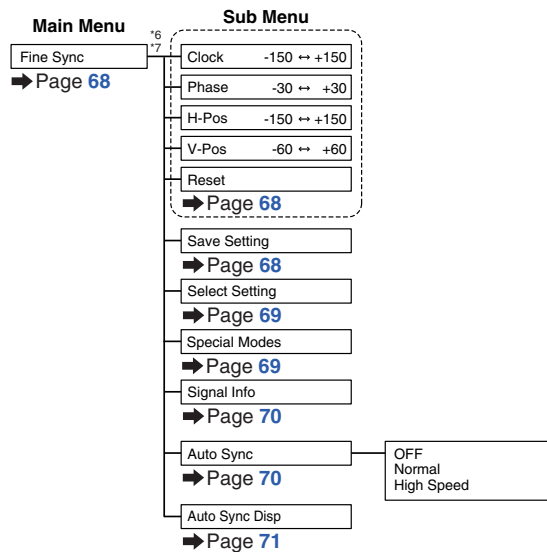 Main Menu
Sub Menu
*6
*7
Fine Sync
➡ Page 68
Clock -150 ↔ +150
Phase -30 ↔ +30
H-Pos -150 ↔ +150
V-Pos -60 ↔ +60
Reset
➡ Page 68
Save Setting
➡ Page 68
Select Setting
➡ Page 69
Special Modes
➡ Page 69
Signal Info
➡ Page 70
Auto Sync
➡ Page 70
OFF
Normal
High Speed
Auto Sync Disp
➡ Page 71